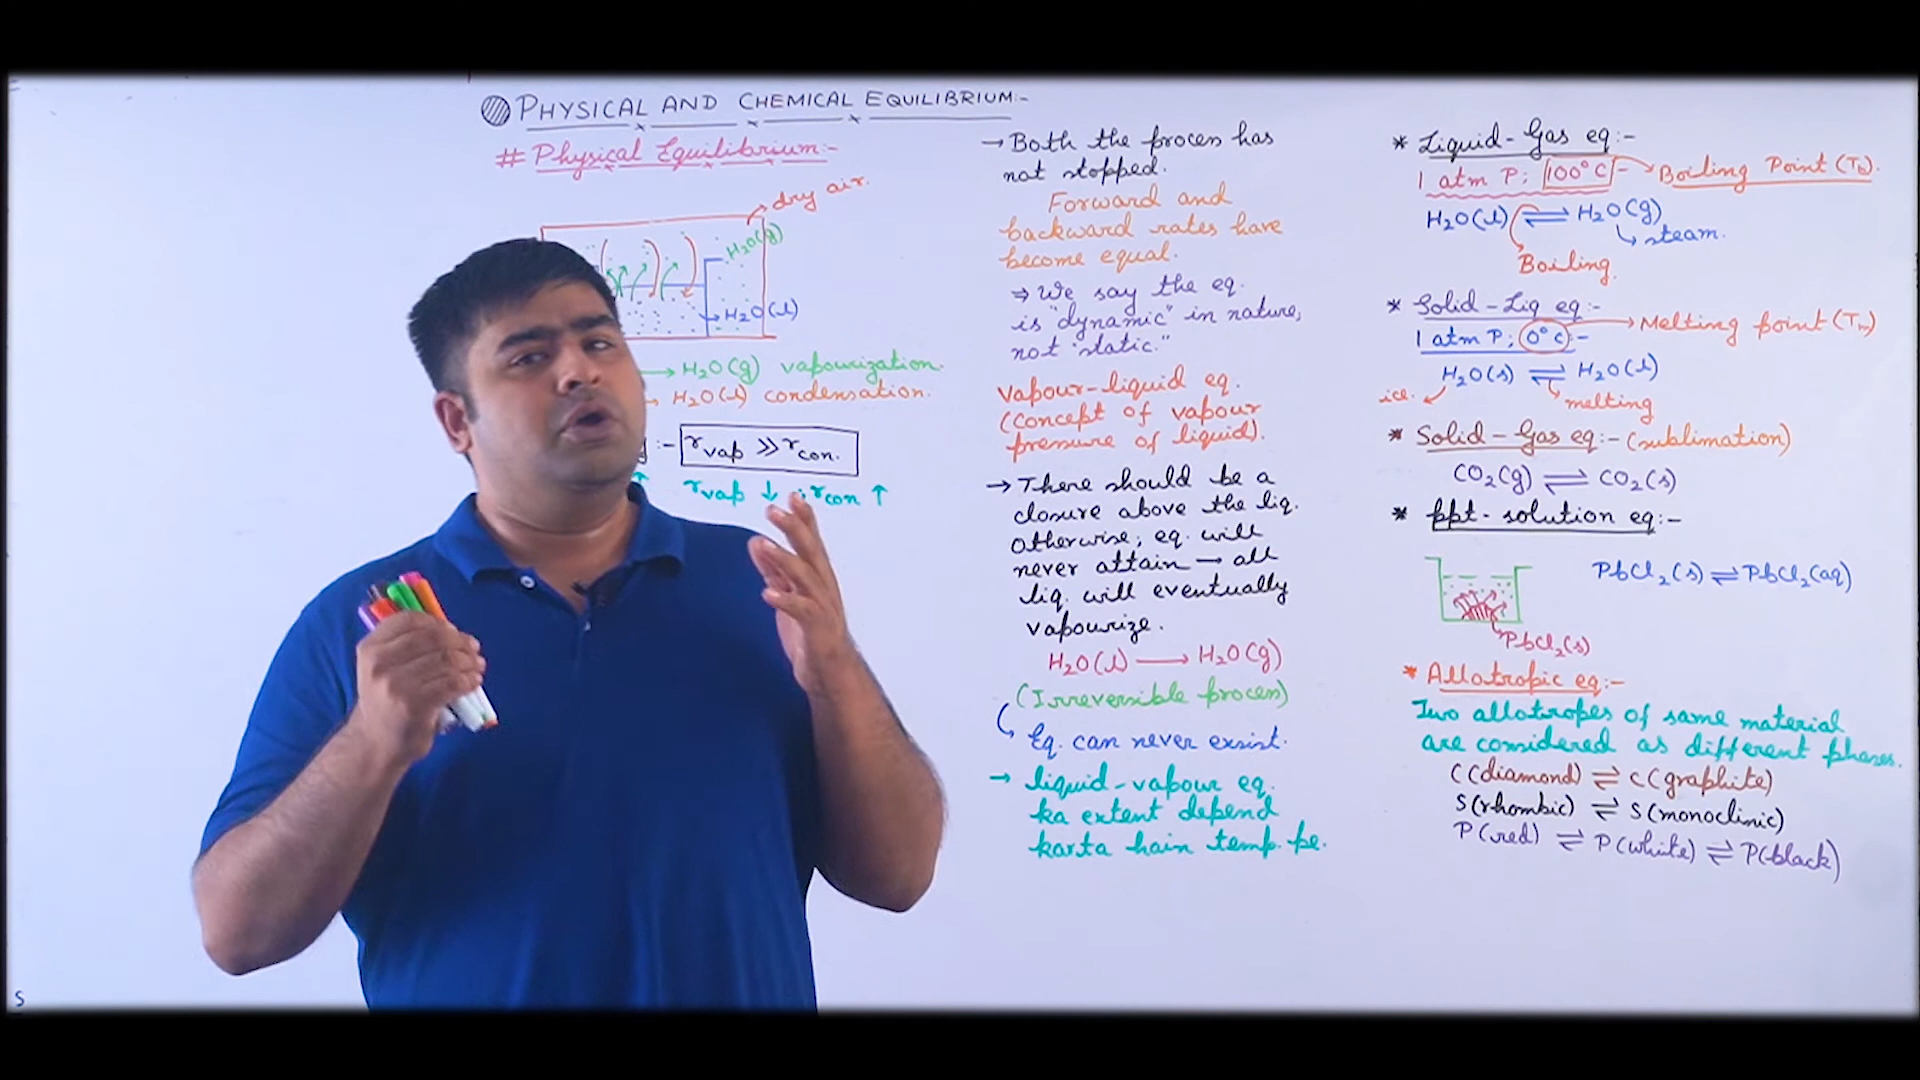 PHYSICAL AND CHEMICAL EQUILIBRIUM:-
# Physical Equilibrium:-
dry air.
H₂O(g)
H₂O(l)
→ H₂O(g) vapourization.
→ H₂O(l) condensation.
:- r vap >> r con.
↑ r vap ↓ ; r con ↑
→ Both the process has
not stopped.
Forward and
backward rates have
become equal.
⇒ We say the eq.
is "dynamic" in nature,
not "static."
Vapour-liquid eq.
(concept of vapour
pressure of liquid).
→ There should be a
closure above the liq.
otherwise, eq. will
never attain → all
liq. will eventually
vapourize.
H₂O(l) → H₂O(g)
(Irreversible process)
Eq. can never exsist.
→ liquid-vapour eq.
ka extent depend
karta hain temp. pe.
* Liquid-Gas eq:-
1 atm P; 100°C - → Boiling Point (T_b).
H₂O(l) ⇌ H₂O(g)
steam.
Boiling.
* Solid-Liq eq:-
1 atm P; 0°C :- → Melting point (T_m)
H₂O(s) ⇌ H₂O(l)
ice. melting
* Solid-Gas eq:- (sublimation)
CO₂(g) ⇌ CO₂(s)
* ppt.-solution eq:-
PbCl₂(s) ⇌ PbCl₂(aq)
PbCl₂(s)
* Allotropic eq:-
Two allotropes of same material
are considered as different phases.
C(diamond) ⇌ C(graphite)
S(rhombic) ⇌ S(monoclinic)
P(red) ⇌ P(white) ⇌ P(black)
S